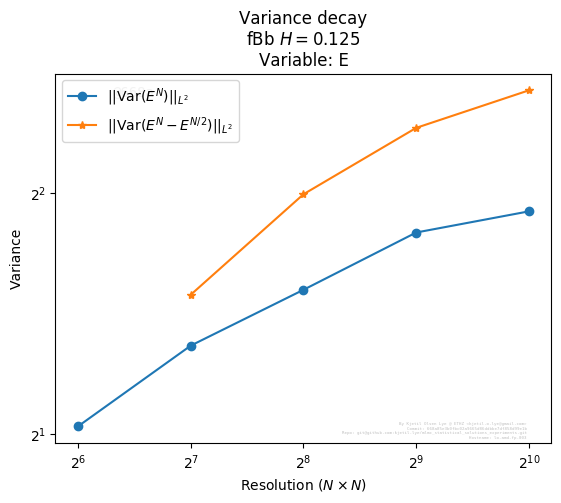 Variance decay
fBb H = 0.125
Variable: E
||Var(E^N)||_{L^2}
||Var(E^N − E^{N/2})||_{L^2}
Variance
2^2
2^1
2^6 2^7 2^8 2^9 2^10
Resolution (N × N)